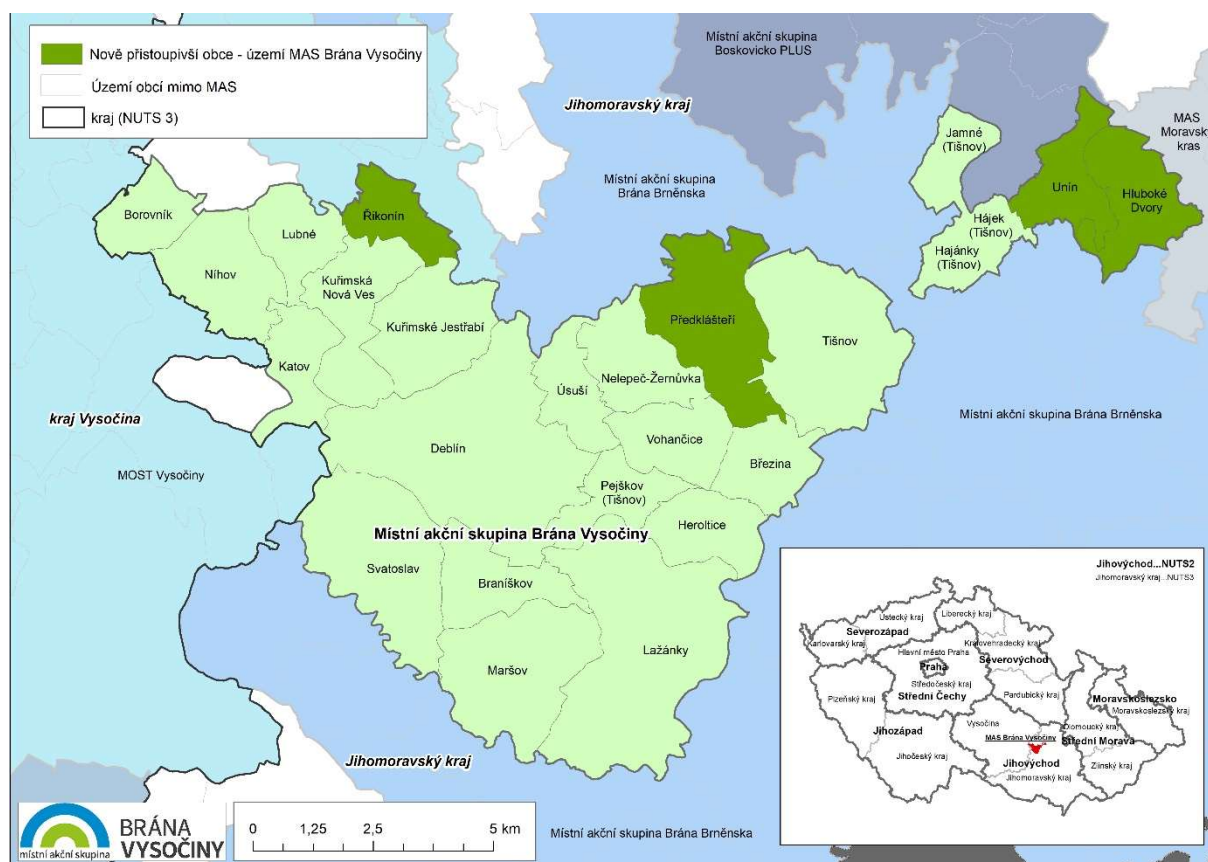 Nově přistoupivší obce - území MAS Brána Vysočiny
Území obcí mimo MAS
kraj (NUTS 3)
Místní akční skupina
Boskovicko PLUS
Jihomoravský kraj
MAS
Moravský
kras
Jamné
(Tišnov)
Místní akční skupina
Brána Brněnska
Unín
Hluboké
Dvory
Borovník
Řikonín
Lubné
Hájek
(Tišnov)
Hajánky
(Tišnov)
Níhov
Kuřimská
Nová Ves
Kuřimské Jestřabí
Předklášteří
Tišnov
Katov
Úsuší
Nelepeč-Žernůvka
kraj Vysočina
Místní akční skupina Brána Brněnska
Deblín
Vohančice
Březina
MOST Vysočiny
Pejškov
(Tišnov)
Heroltice
Místní akční skupina Brána Vysočiny
Svatoslav
Braníškov
Lažánky
Maršov
Jihomoravský kraj
Místní akční skupina Brána Brněnska
Jihovýchod...NUTS2
Jihomoravský kraj...NUTS3
Liberecký kraj
Ústecký kraj
Severozápad
Karlovarský kraj
Královehradecký kraj
Hlavní město Praha
Praha
Severovýchod
Středočeský kraj
Střední Čechy
Plzeňský kraj
Pardubický kraj
Moravskoslezsko
Moravskoslezský kraj
Olomoucký kraj
Vysočina
Jihozápad
MAS Brána Vysočiny
Střední Morava
Jihočeský kraj
Jihovýchod
Zlínský kraj
Jihomoravský kraj
místní akční skupina
BRÁNA
VYSOČINY
0 1,25 2,5 5 km